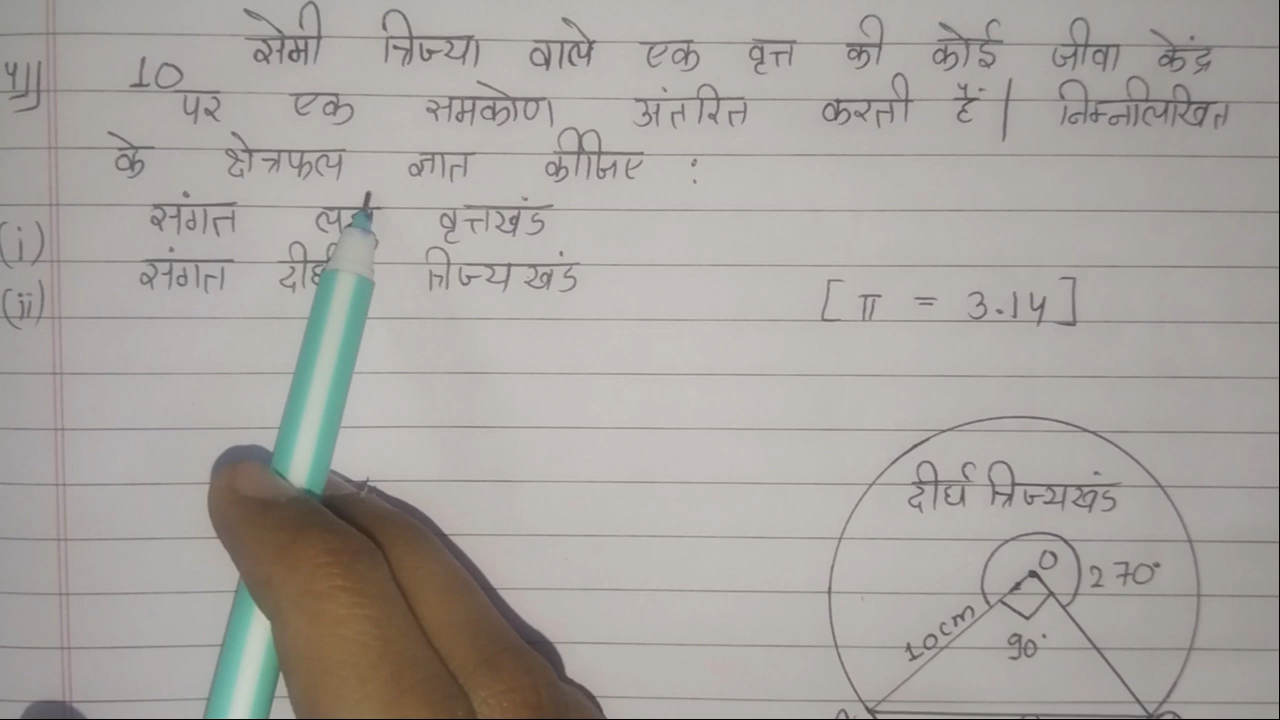 4]] 10 सेमी त्रिज्या वाले एक वृत्त की कोई जीवा केंद्र
पर एक समकोण अंतरित करती हैं | निम्नलिखित
के क्षेत्रफल ज्ञात कीजिए :
(i) संगत वृत्तखंड
(ii) संगत त्रिज्यखंड
[ π = 3.14 ]
दीर्घ त्रिज्यखंड
O
270°
10cm
90°